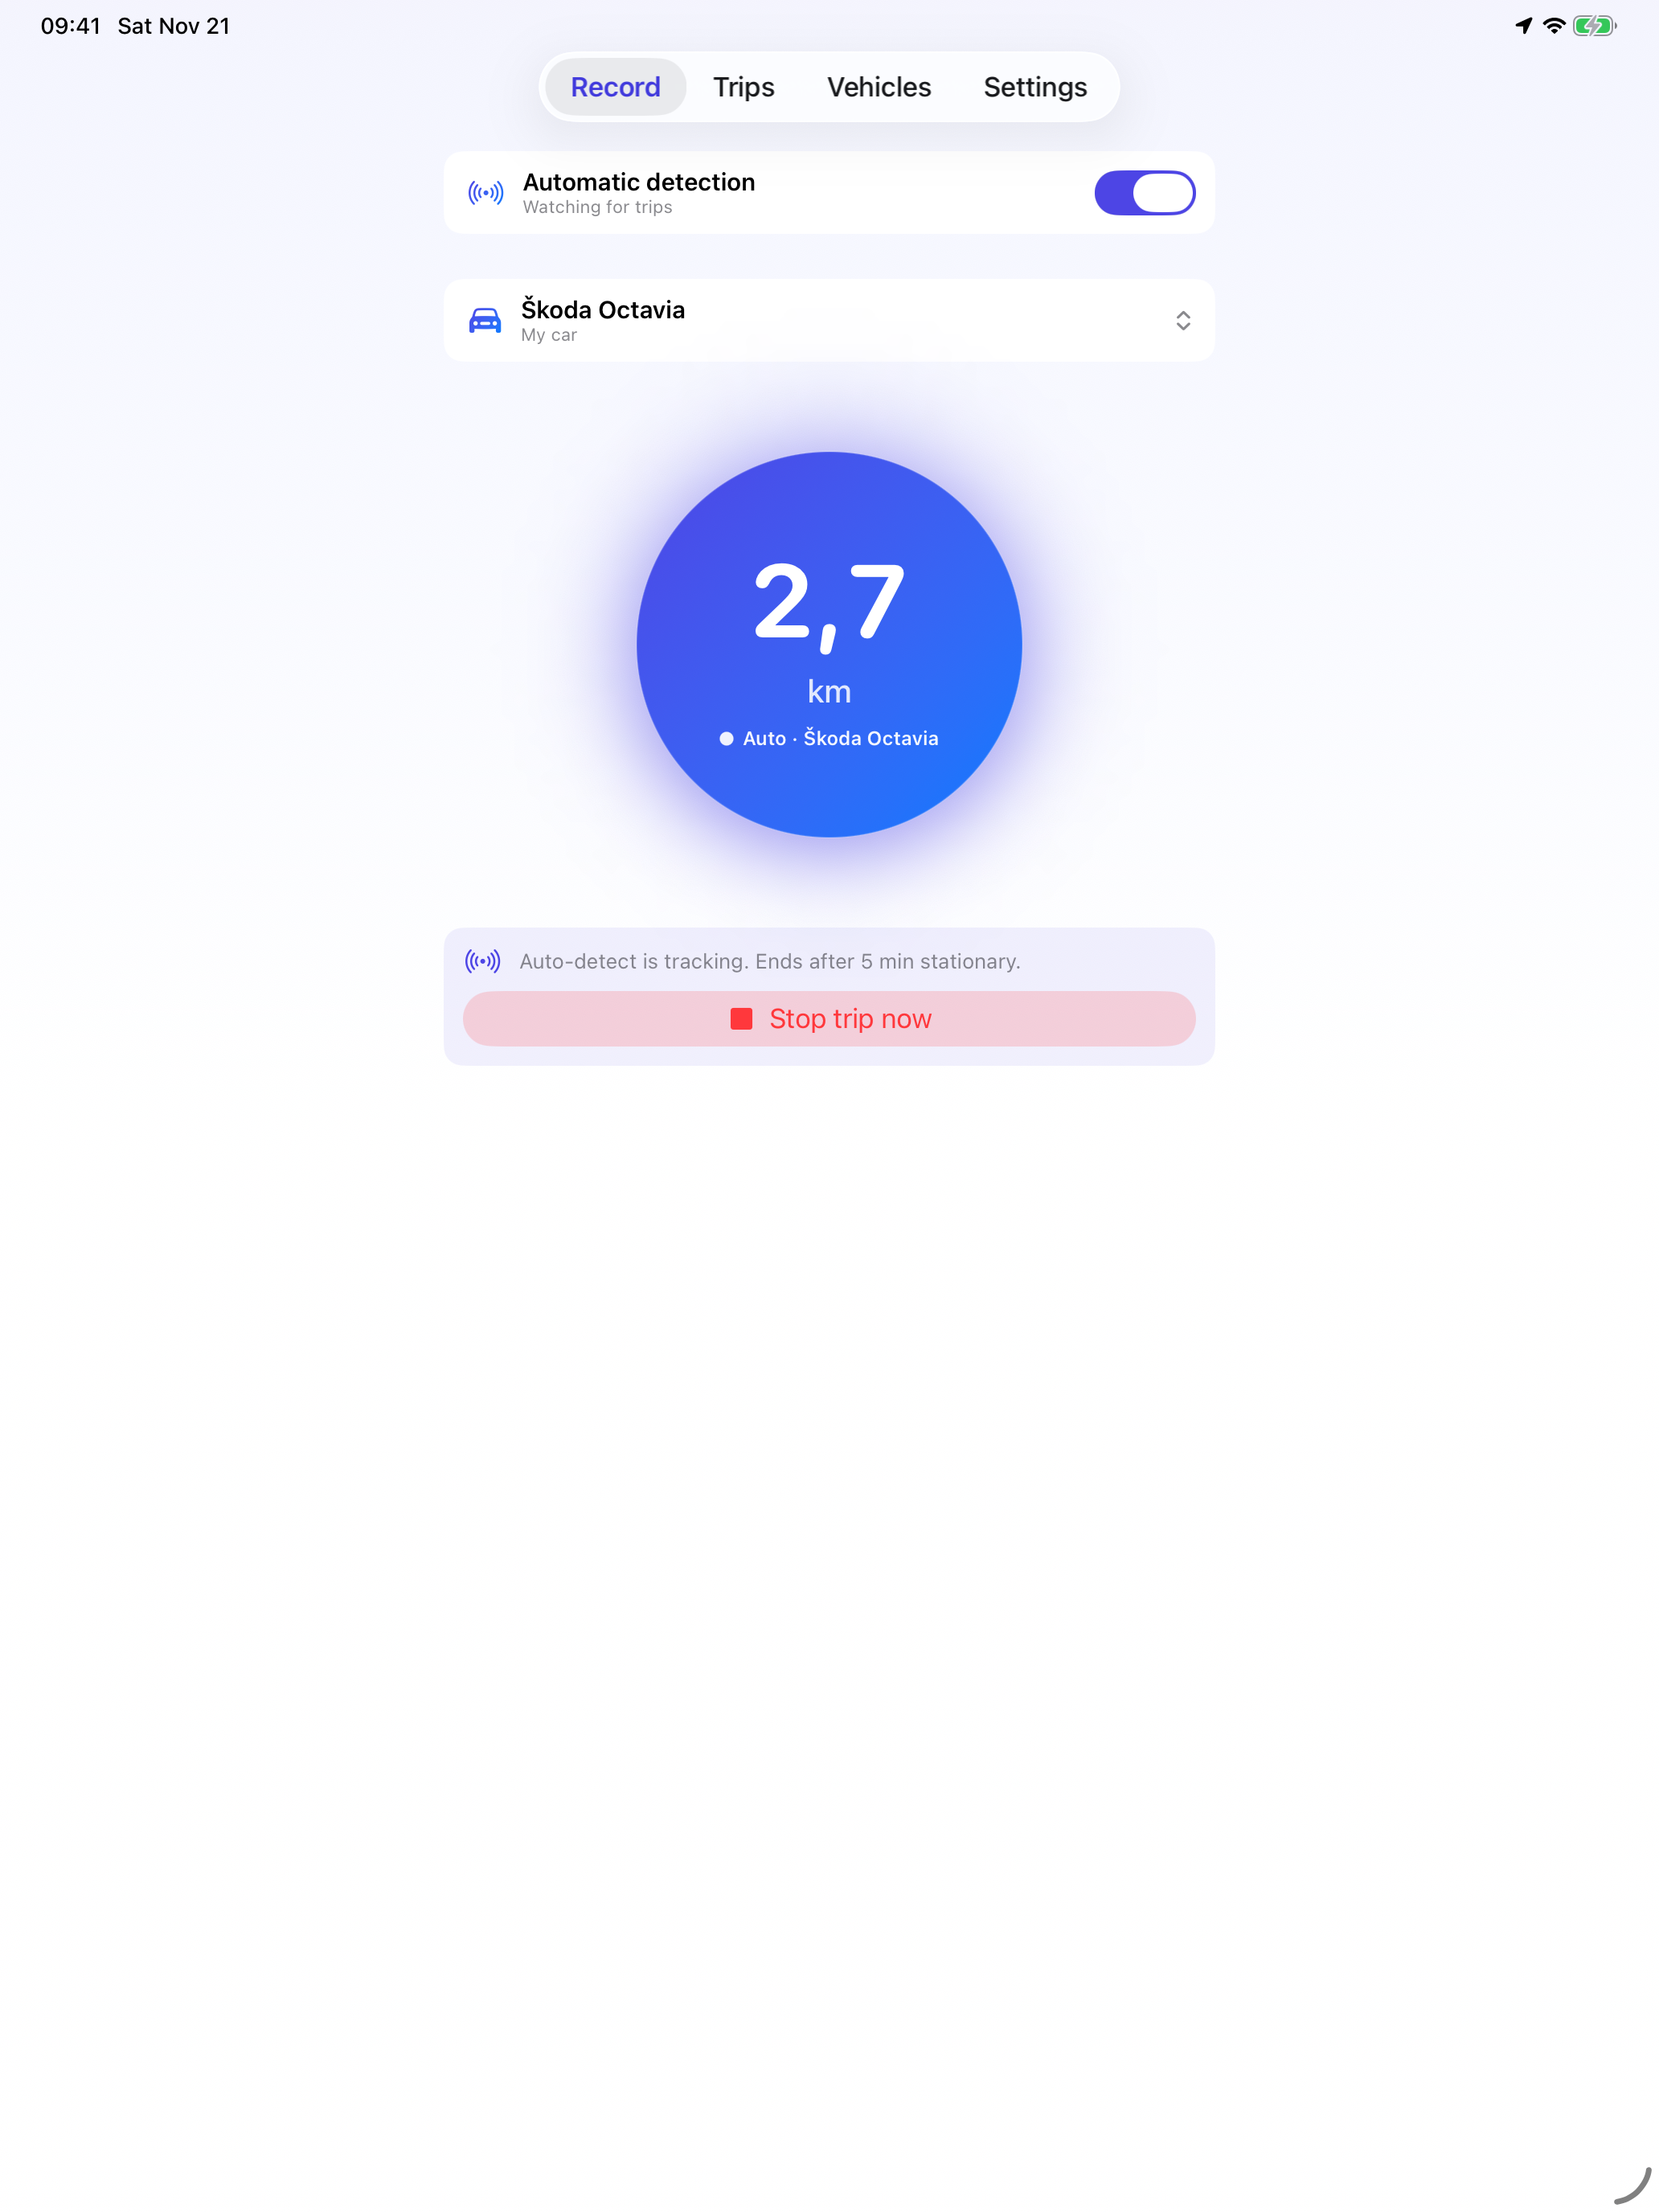 09:41 Sat Nov 21
Record Trips Vehicles Settings
Automatic detection
Watching for trips
Škoda Octavia
My car
2,7
km
Auto · Škoda Octavia
Auto-detect is tracking. Ends after 5 min stationary.
Stop trip now